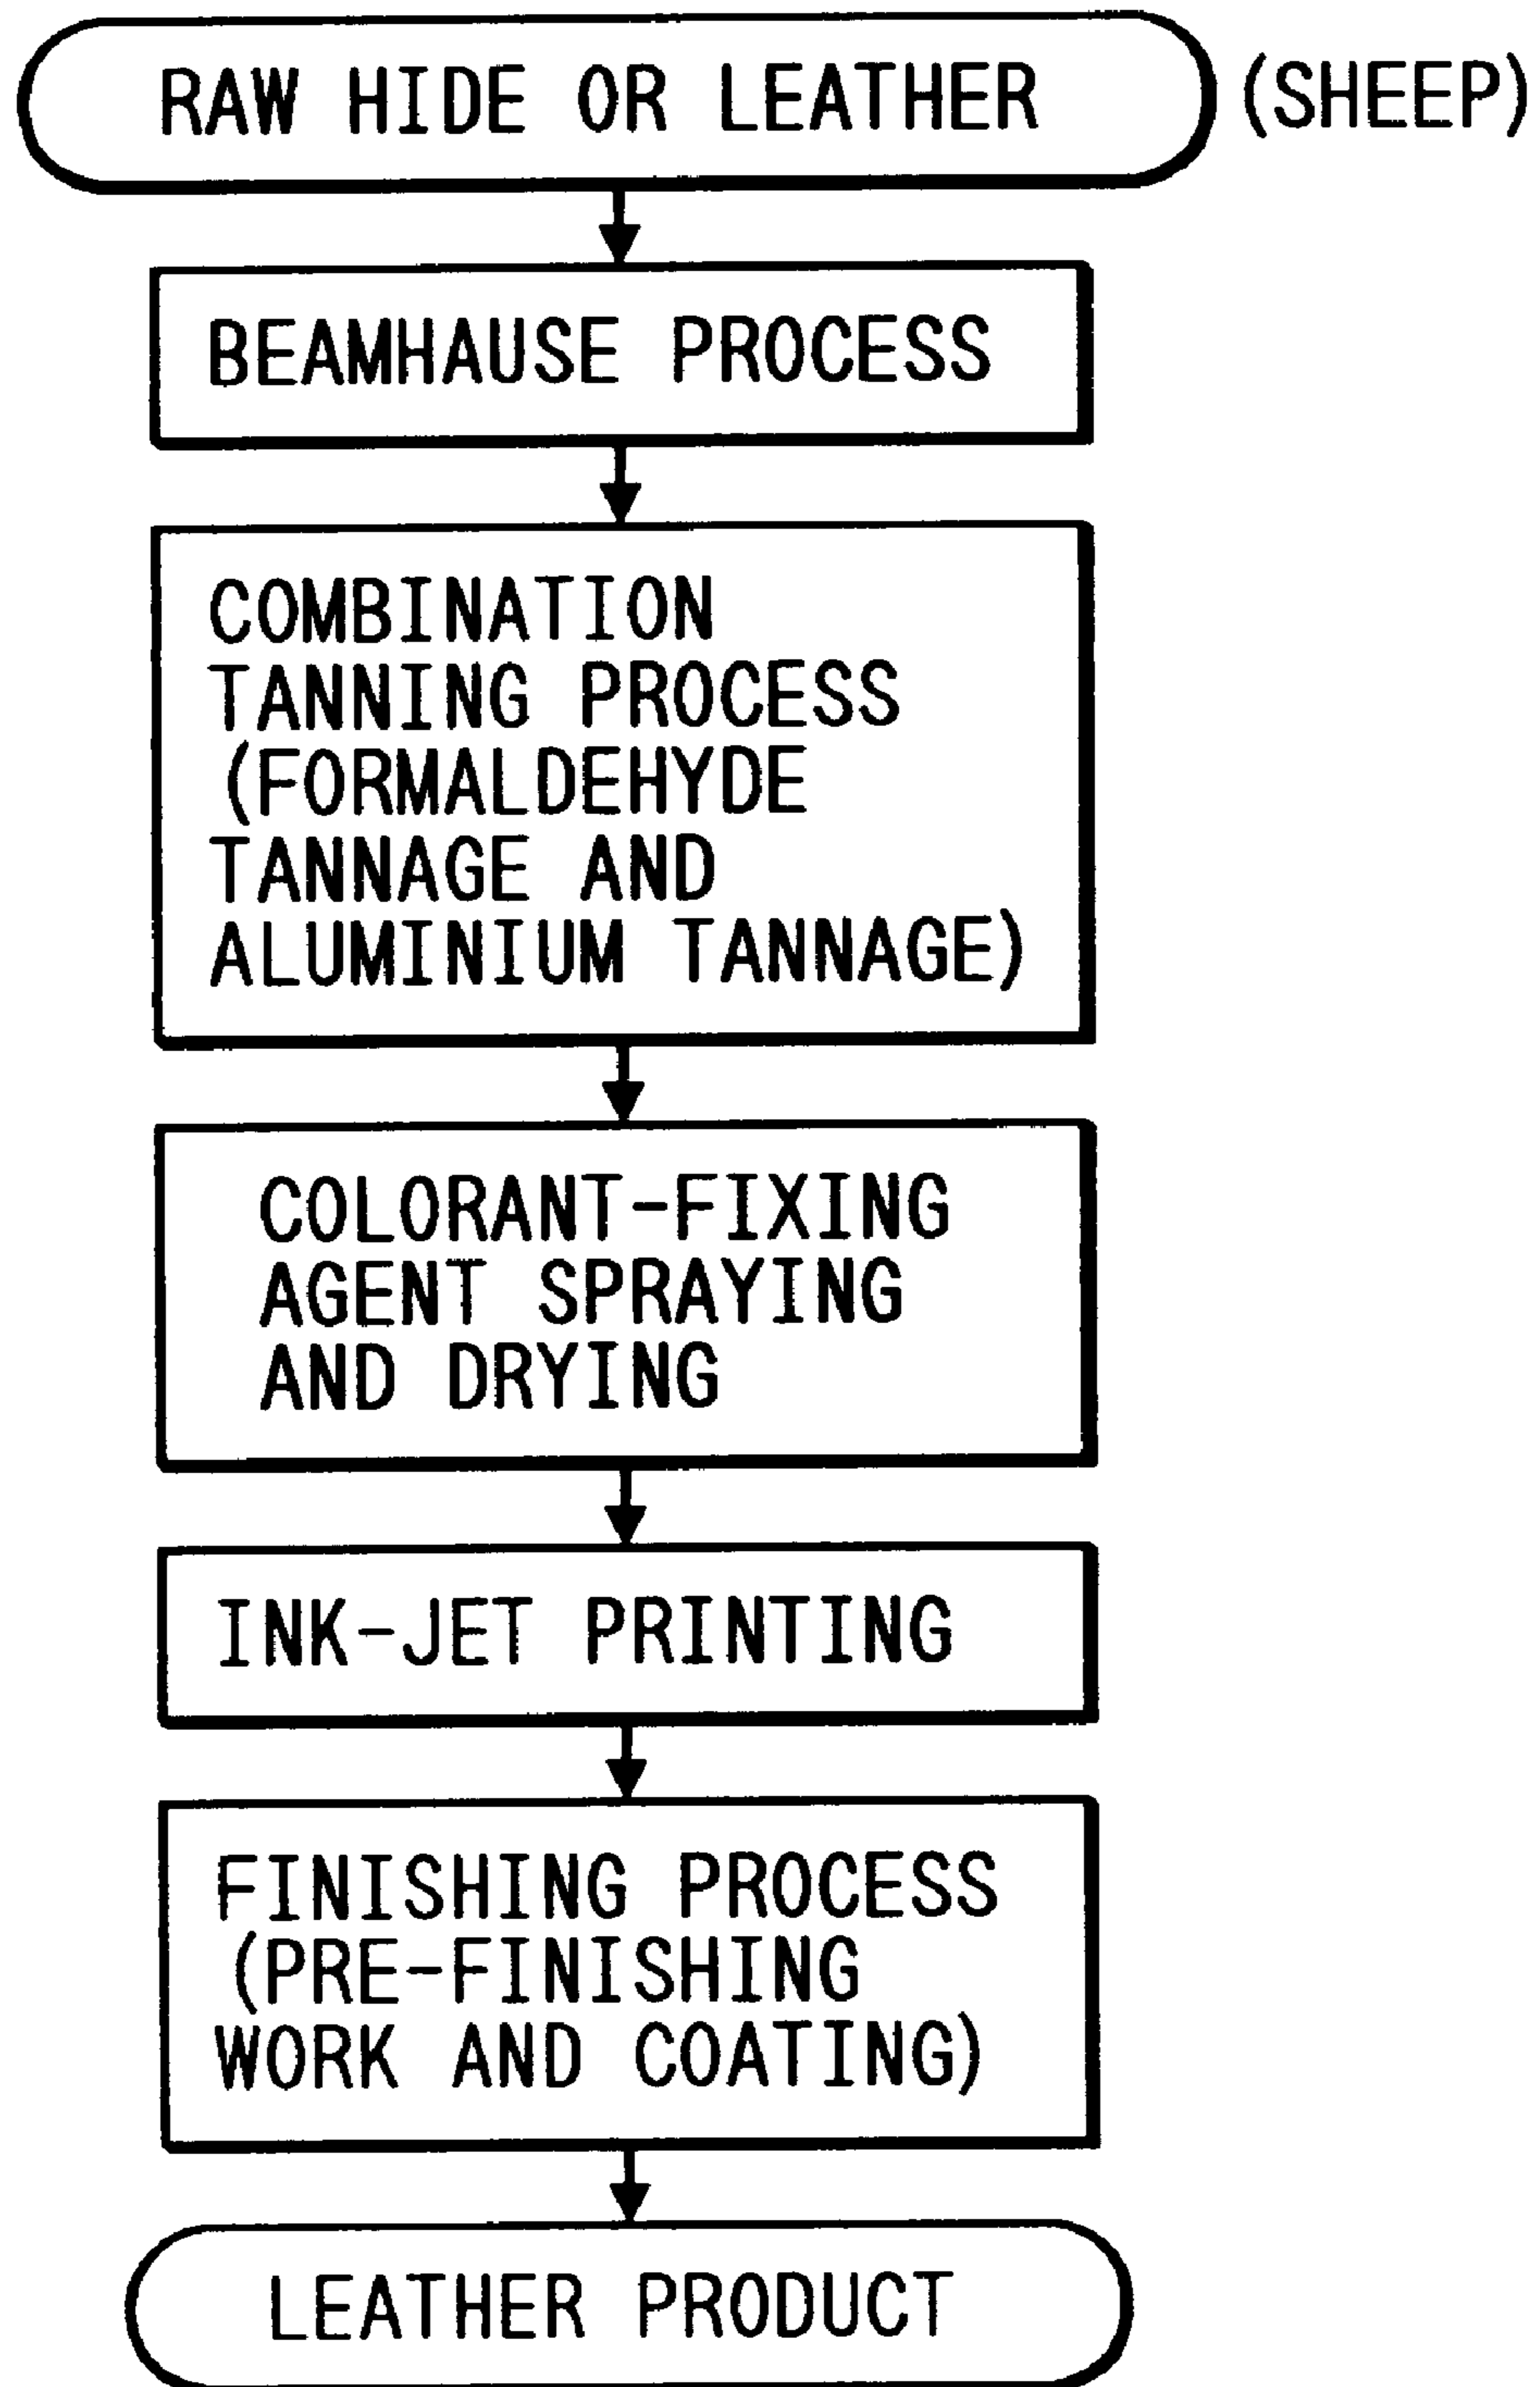 RAW HIDE OR LEATHER (SHEEP)
BEAMHAUSE PROCESS
COMBINATION
TANNING PROCESS
(FORMALDEHYDE
TANNAGE AND
ALUMINIUM TANNAGE)
COLORANT-FIXING
AGENT SPRAYING
AND DRYING
INK-JET PRINTING
FINISHING PROCESS
(PRE-FINISHING
WORK AND COATING)
LEATHER PRODUCT